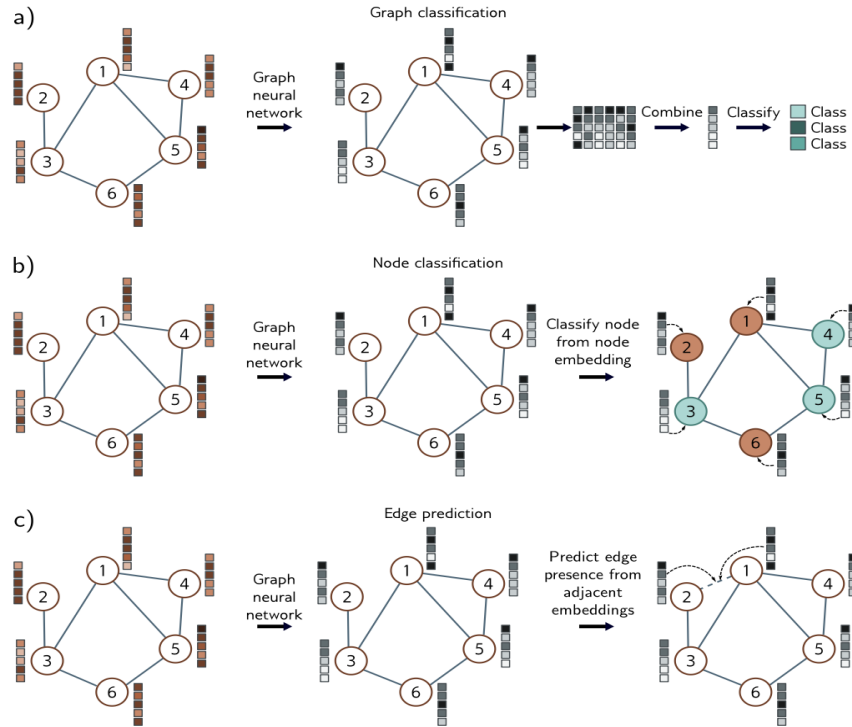 a)
Graph classification
1
2
3
4
5
6
Graph
neural
network
1
2
3
4
5
6
Combine
Classify
Class
Class
Class
b)
Node classification
1
2
3
4
5
6
Graph
neural
network
1
2
3
4
5
6
Classify node
from node
embedding
1
2
3
4
5
6
c)
Edge prediction
1
2
3
4
5
6
Graph
neural
network
1
2
3
4
5
6
Predict edge
presence from
adjacent
embeddings
1
2
3
4
5
6